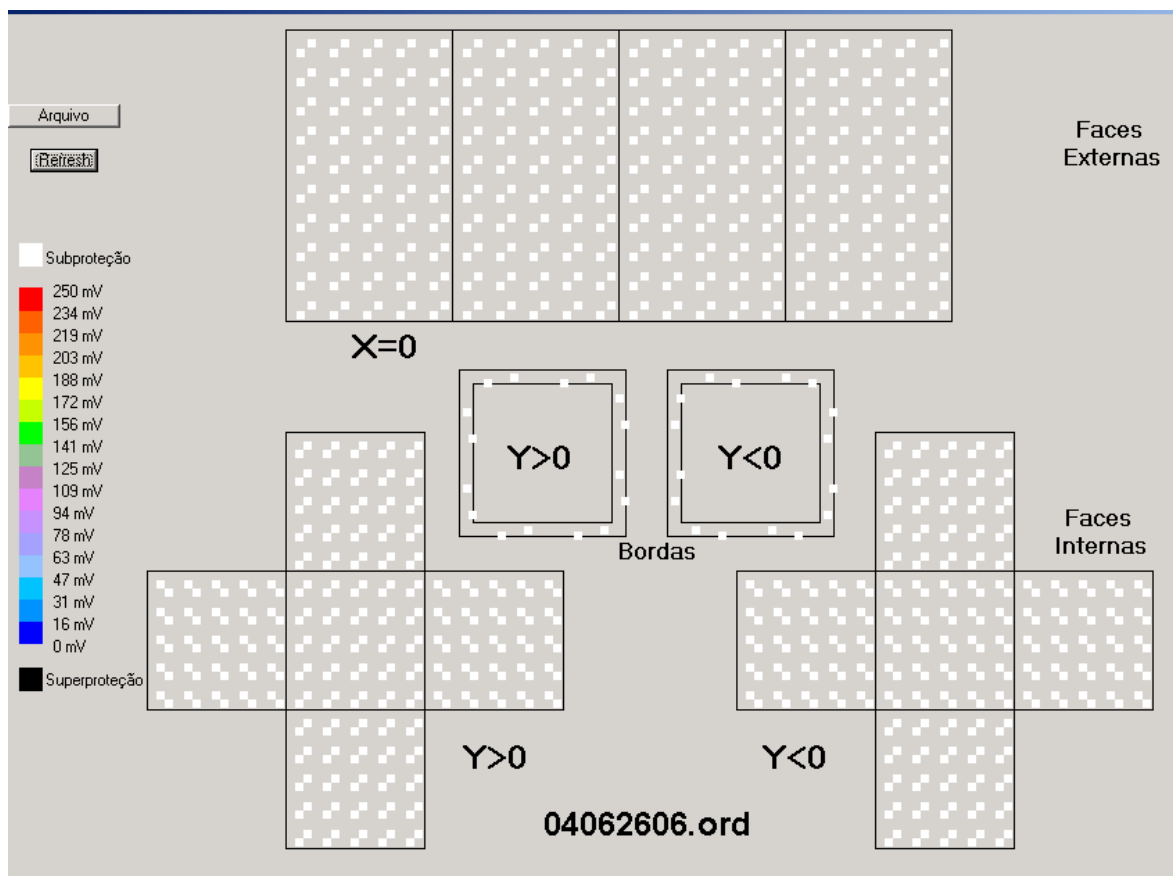 Arquivo
Refresh
Faces
Externas
Subproteção
250 mV
234 mV
219 mV
203 mV
188 mV
172 mV
156 mV
141 mV
125 mV
109 mV
94 mV
78 mV
63 mV
47 mV
31 mV
16 mV
0 mV
Superproteção
X=0
Y>0
Y<0
Bordas
Faces
Internas
Y>0
Y<0
04062606.ord